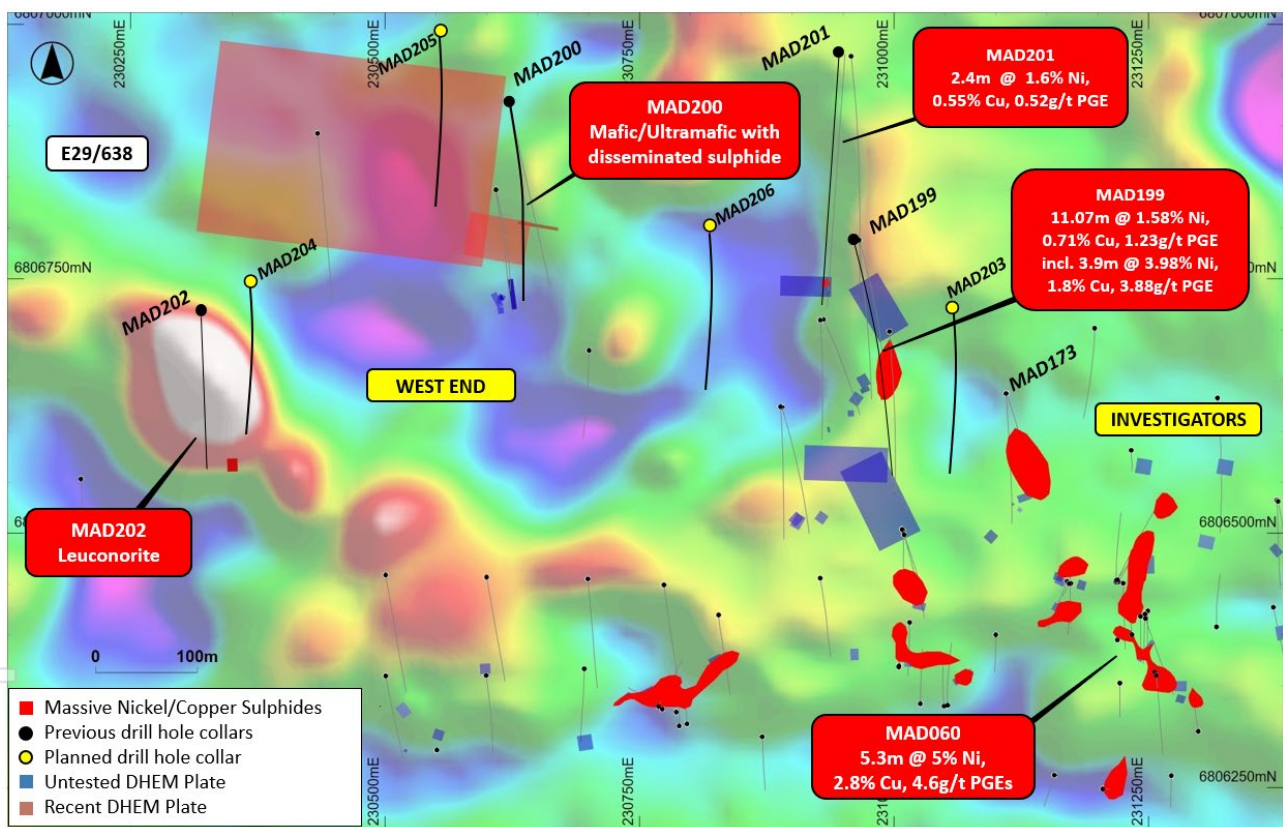 6807000mN
230250mE
230500mE
230750mE
231000mE
231250mE
MAD205
MAD200
MAD201
MAD201
2.4m @ 1.6% Ni,
0.55% Cu, 0.52g/t PGE
E29/638
MAD200
Mafic/Ultramafic with
disseminated sulphide
MAD206
MAD199
MAD199
11.07m @ 1.58% Ni,
0.71% Cu, 1.23g/t PGE
incl. 3.9m @ 3.98% Ni,
1.8% Cu, 3.88g/t PGE
6806750mN
MAD204
MAD203
MAD202
WEST END
MAD173
INVESTIGATORS
MAD202
Leuconorite
6806500mN
0 100m
Massive Nickel/Copper Sulphides
Previous drill hole collars
Planned drill hole collar
Untested DHEM Plate
Recent DHEM Plate
MAD060
5.3m @ 5% Ni,
2.8% Cu, 4.6g/t PGEs
6806250mN
230500mE
230750mE
231250mE